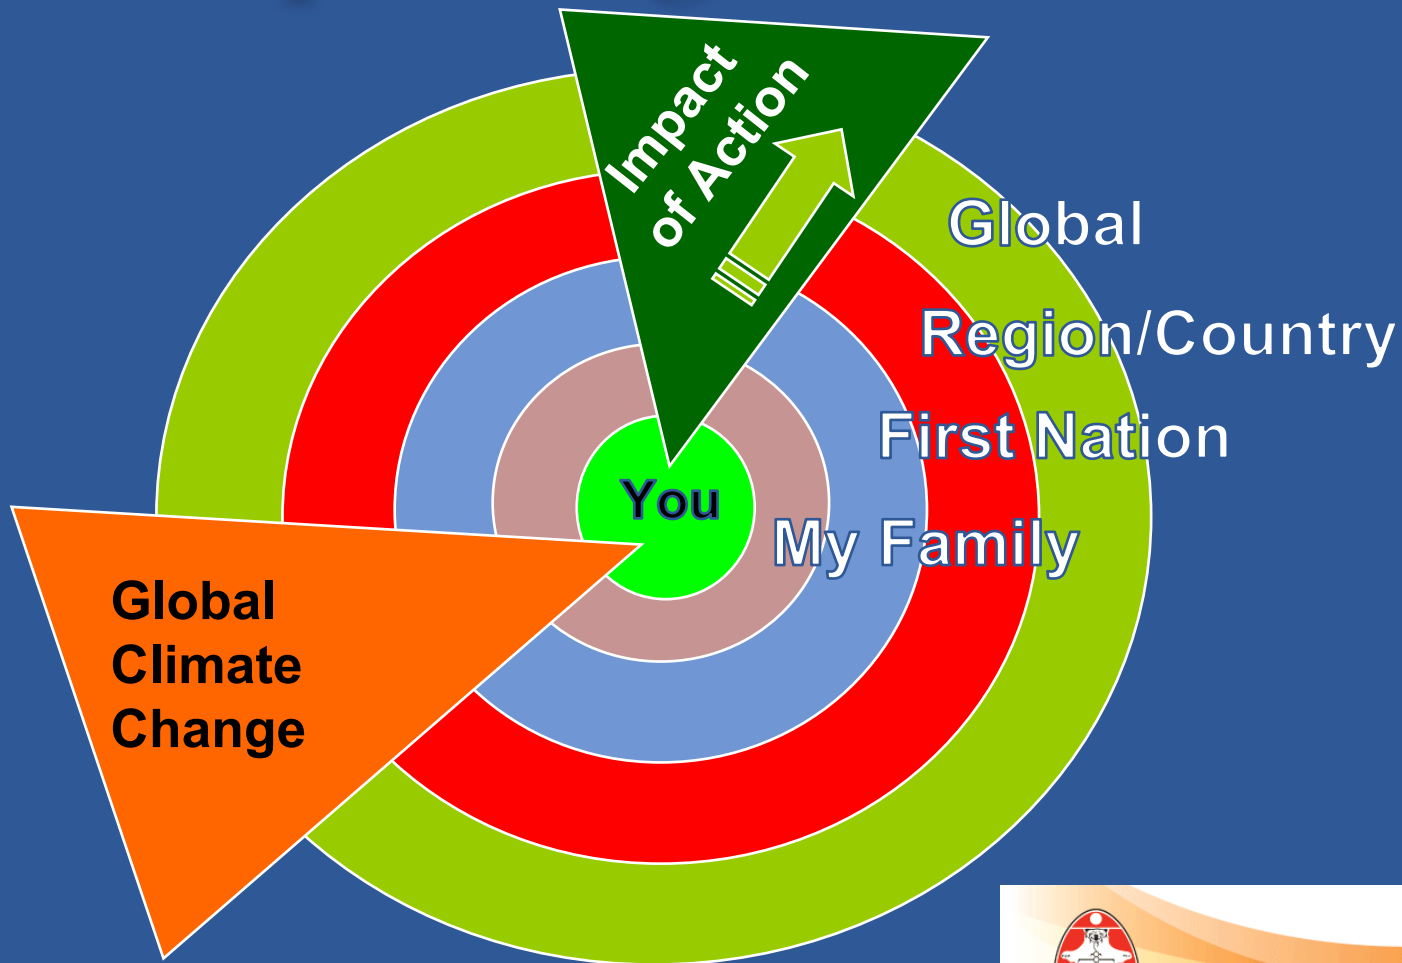 Impact
of Action
Global
Region/Country
First Nation
You
My Family
Global
Climate
Change